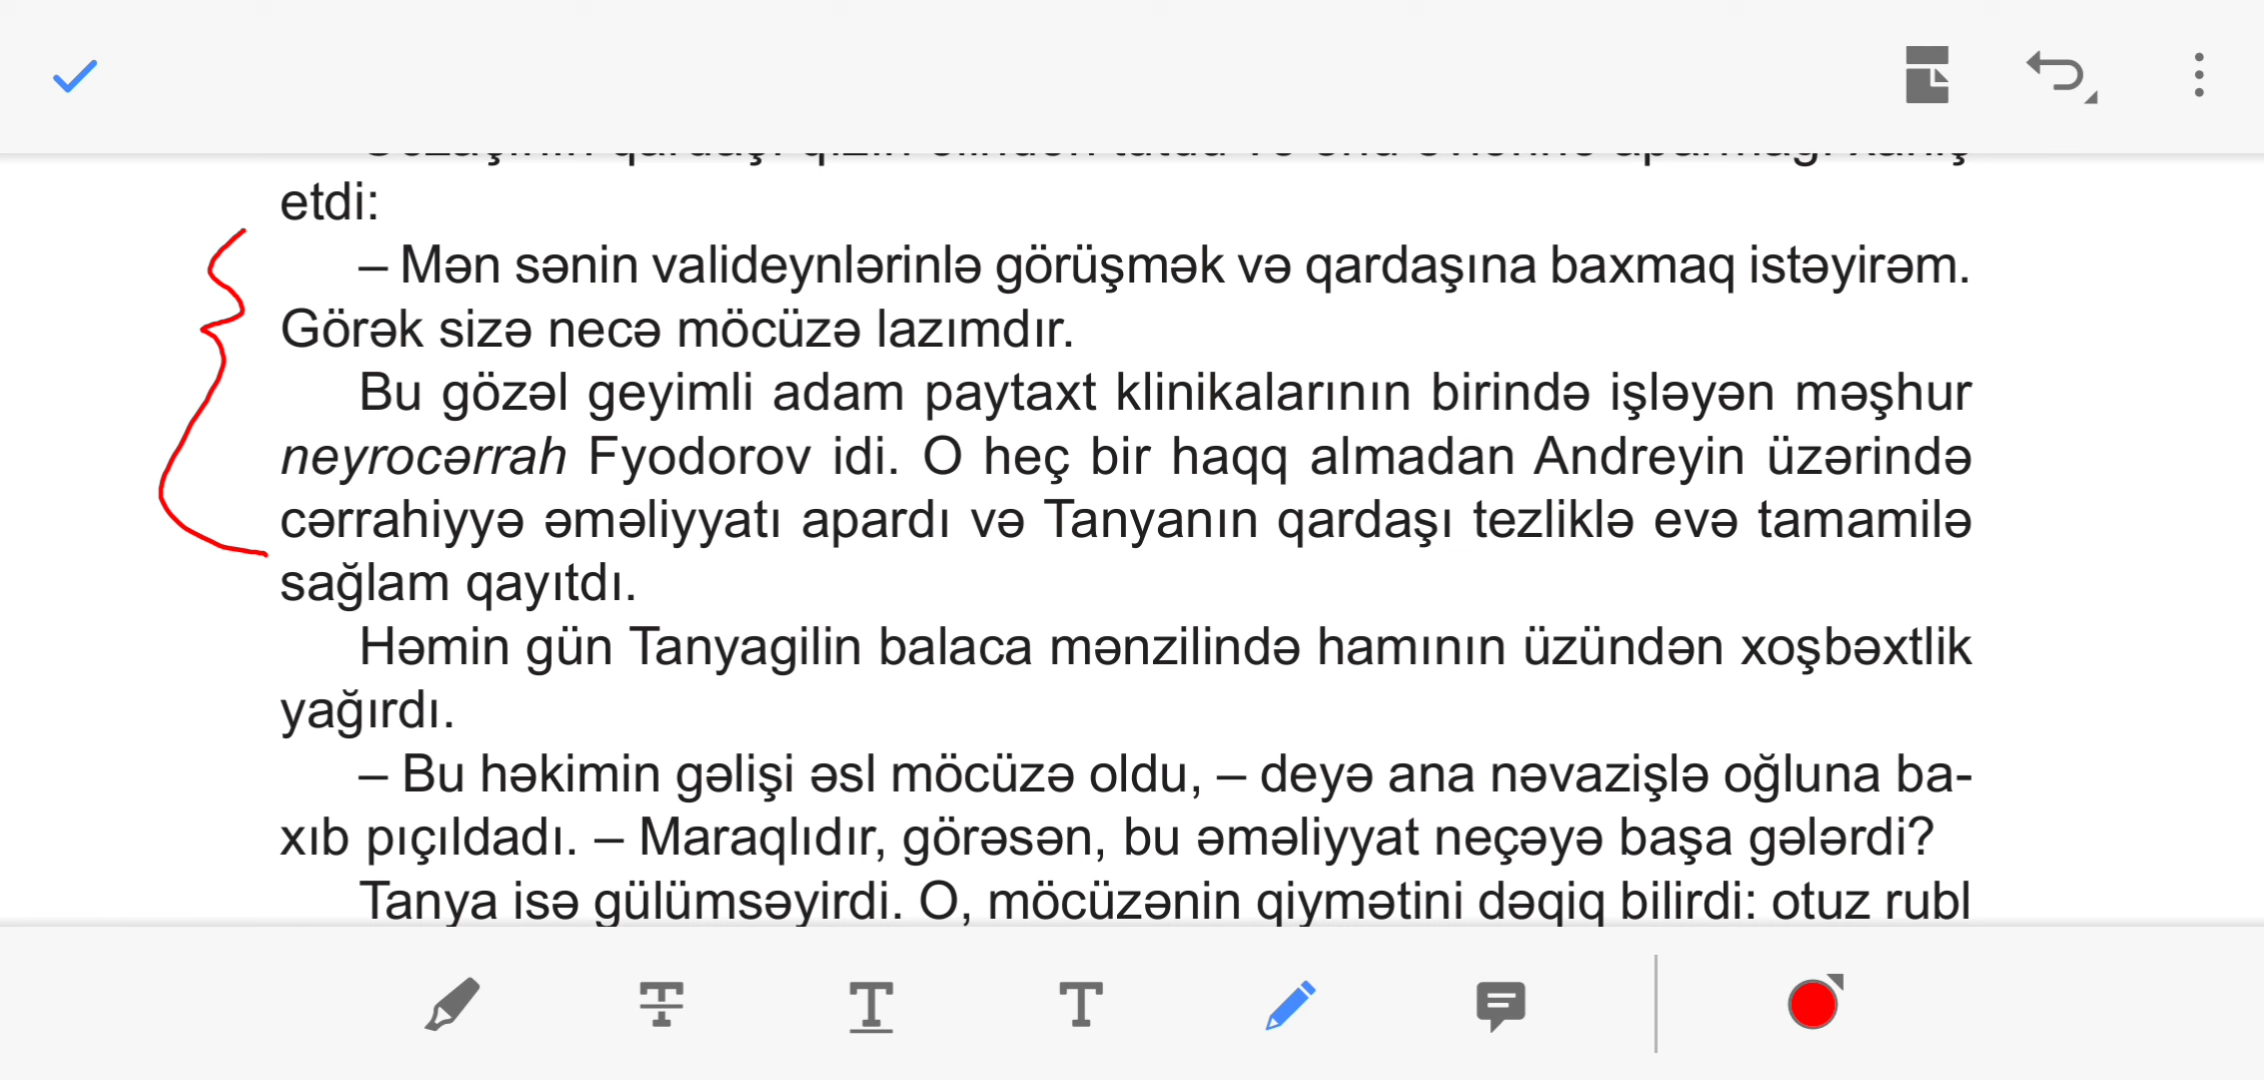 etdi:
– Mən sənin valideynlərinlə görüşmək və qardaşına baxmaq istəyirəm.
Görək sizə necə möcüzə lazımdır.
Bu gözəl geyimli adam paytaxt klinikalarının birində işləyən məşhur
neyrocərrah Fyodorov idi. O heç bir haqq almadan Andreyin üzərində
cərrahiyyə əməliyyatı apardı və Tanyanın qardaşı tezliklə evə tamamilə
sağlam qayıtdı.
Həmin gün Tanyagilin balaca mənzilində hamının üzündən xoşbəxtlik
yağırdı.
– Bu həkimin gəlişi əsl möcüzə oldu, – deyə ana nəvazişlə oğluna ba-
xıb pıçıldadı. – Maraqlıdır, görəsən, bu əməliyyat neçəyə başa gələrdi?
Tanya isə gülümsəyirdi. O, möcüzənin qiymətini dəqiq bilirdi: otuz rubl